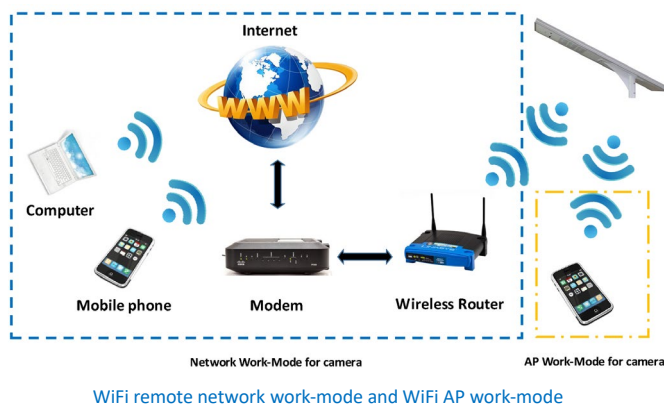 Internet
WWW
Computer
Mobile phone
Modem
Wireless Router
Network Work-Mode for camera
AP Work-Mode for camera
WiFi remote network work-mode and WiFi AP work-mode